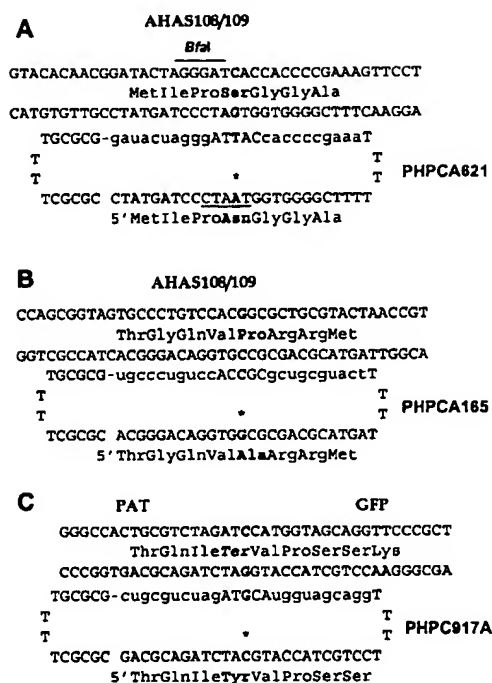 A
AHAS108/109
BfaI
GTACACAACGGATACTAGGGATCACCACCCCGAAAGTTCCT
MetIleProSerGlyGlyAla
CATGTGTTGCCTATGATCCCTAGTGGTGGGGCTTTCAAGGA
TGCGCG-gauacuagggATTACcaccccgaaaT
T T
T * T PHPCA621
TCGCGC CTATGATCCCTAATGGTGGGGCTTTT
5'MetIleProAsnGlyGlyAla
B
AHAS108/109
CCAGCGGTAGTGCCCTGTCCACGGCGCTGCGTACTAACCGT
ThrGlyGlnValProArgArgMet
GGTCGCCATCACGGGACAGGTGCCGCGACGCATGATTGGCA
TGCGCG-ugcccuguccACCGCgcugcguactT
T T
T * T PHPCA165
TCGCGC ACGGGACAGGTGGCGCGACGCATGAT
5'ThrGlyGlnValAlaArgArgMet
C
PAT GFP
GGGCCACTGCGTCTAGATCCATGGTAGCAGGTTCCCGCT
ThrGlnIleTerValProSerSerLys
CCCGGTGACGCAGATCTAGGTACCATCGTCCAAGGGCGA
TGCGCG-cugcgucuagATGCAugguagcaggT
T T
T * T PHPC917A
TCGCGC GACGCAGATCTACGTACCATCGTCCT
5'ThrGlnIleTyrValProSerSer